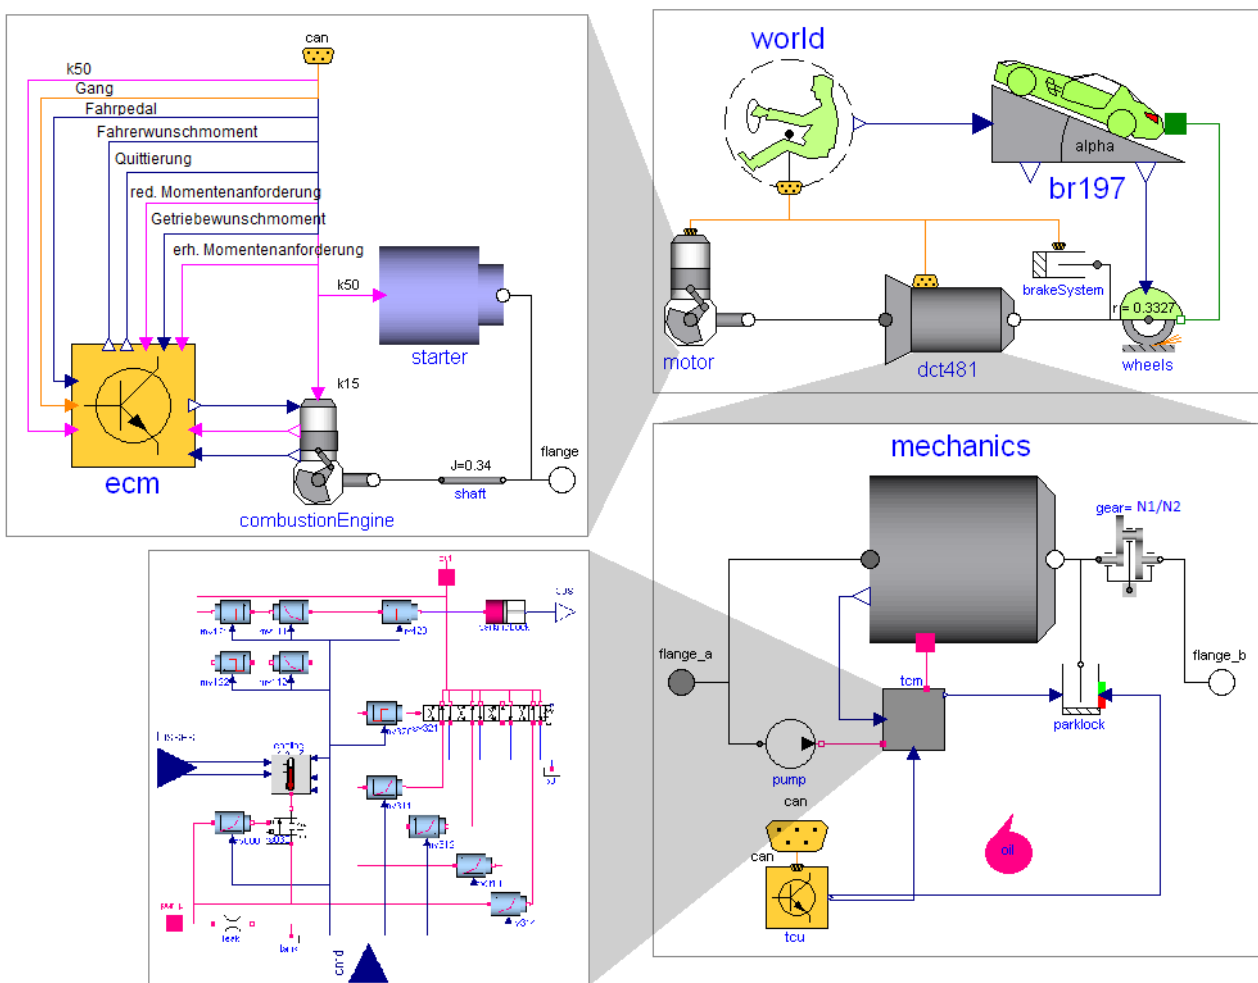 can
k50
Gang
Fahrpedal
Fahrerwunschmoment
Quittierung
red. Momentenanforderung
Getriebewunschmoment
erh. Momentenanforderung
k50
starter
k15
ecm
J=0.34
shaft
flange
combustionEngine
world
alpha
br197
brakeSystem
r = 0.3327
motor
dct481
wheels
mechanics
gear= N1/N2
flange_a
tcm
flange_b
parklock
pump
can
can
oil
tcu
leak
tank
cmd